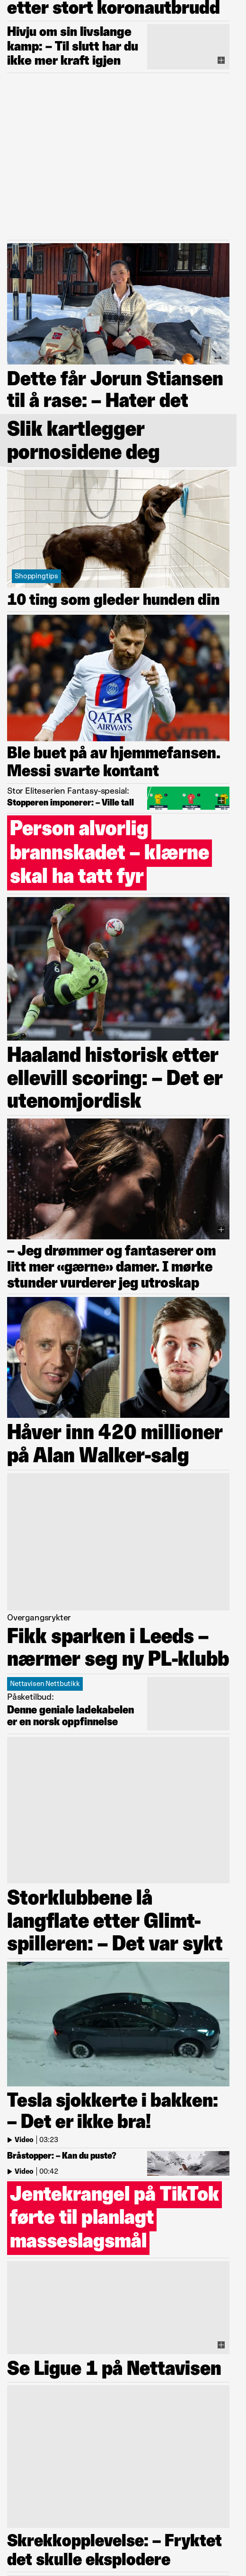 etter stort koronautbrudd
Hivju om sin livslange
kamp: – Til slutt har du
ikke mer kraft igjen
Dette får Jorun Stiansen
til å rase: – Hater det
Slik kartlegger
pornosidene deg
Shoppingtips
10 ting som gleder hunden din
QATAR
AIRWAYS
Ble buet på av hjemmefansen.
Messi svarte kontant
Stor Eliteserien Fantasy-spesial:
Stopperen imponerer: – Ville tall
Person alvorlig
brannskadet – klærne
skal ha tatt fyr
Haaland historisk etter
ellevill scoring: – Det er
utenomjordisk
– Jeg drømmer og fantaserer om
litt mer «gærne» damer. I mørke
stunder vurderer jeg utroskap
Håver inn 420 millioner
på Alan Walker-salg
Overgangsrykter
Fikk sparken i Leeds –
nærmer seg ny PL-klubb
Nettavisen Nettbutikk
Påsketilbud:
Denne geniale ladekabelen
er en norsk oppfinnelse
Storklubbene lå
langflate etter Glimt-
spilleren: – Det var sykt
Tesla sjokkerte i bakken:
– Det er ikke bra!
Video | 03:23
Bråstopper: – Kan du puste?
Video | 00:42
Jentekrangel på TikTok
førte til planlagt
masseslagsmål
Se Ligue 1 på Nettavisen
Skrekkopplevelse: – Fryktet
det skulle eksplodere